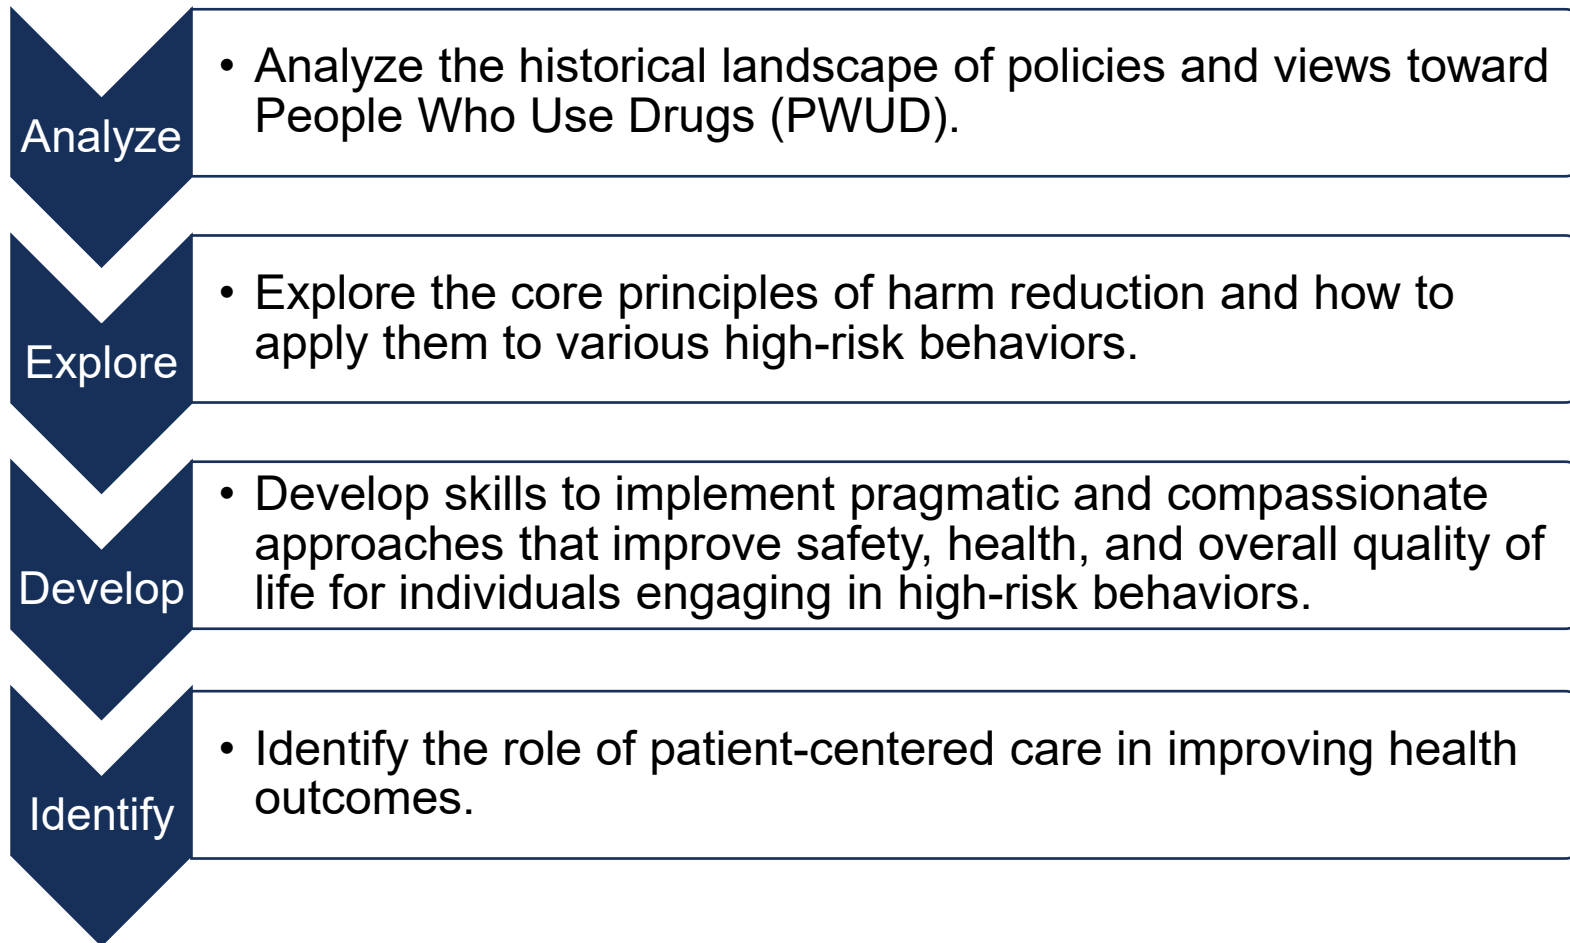 Analyze
• Analyze the historical landscape of policies and views toward
People Who Use Drugs (PWUD).
Explore
• Explore the core principles of harm reduction and how to
apply them to various high-risk behaviors.
Develop
• Develop skills to implement pragmatic and compassionate
approaches that improve safety, health, and overall quality of
life for individuals engaging in high-risk behaviors.
Identify
• Identify the role of patient-centered care in improving health
outcomes.